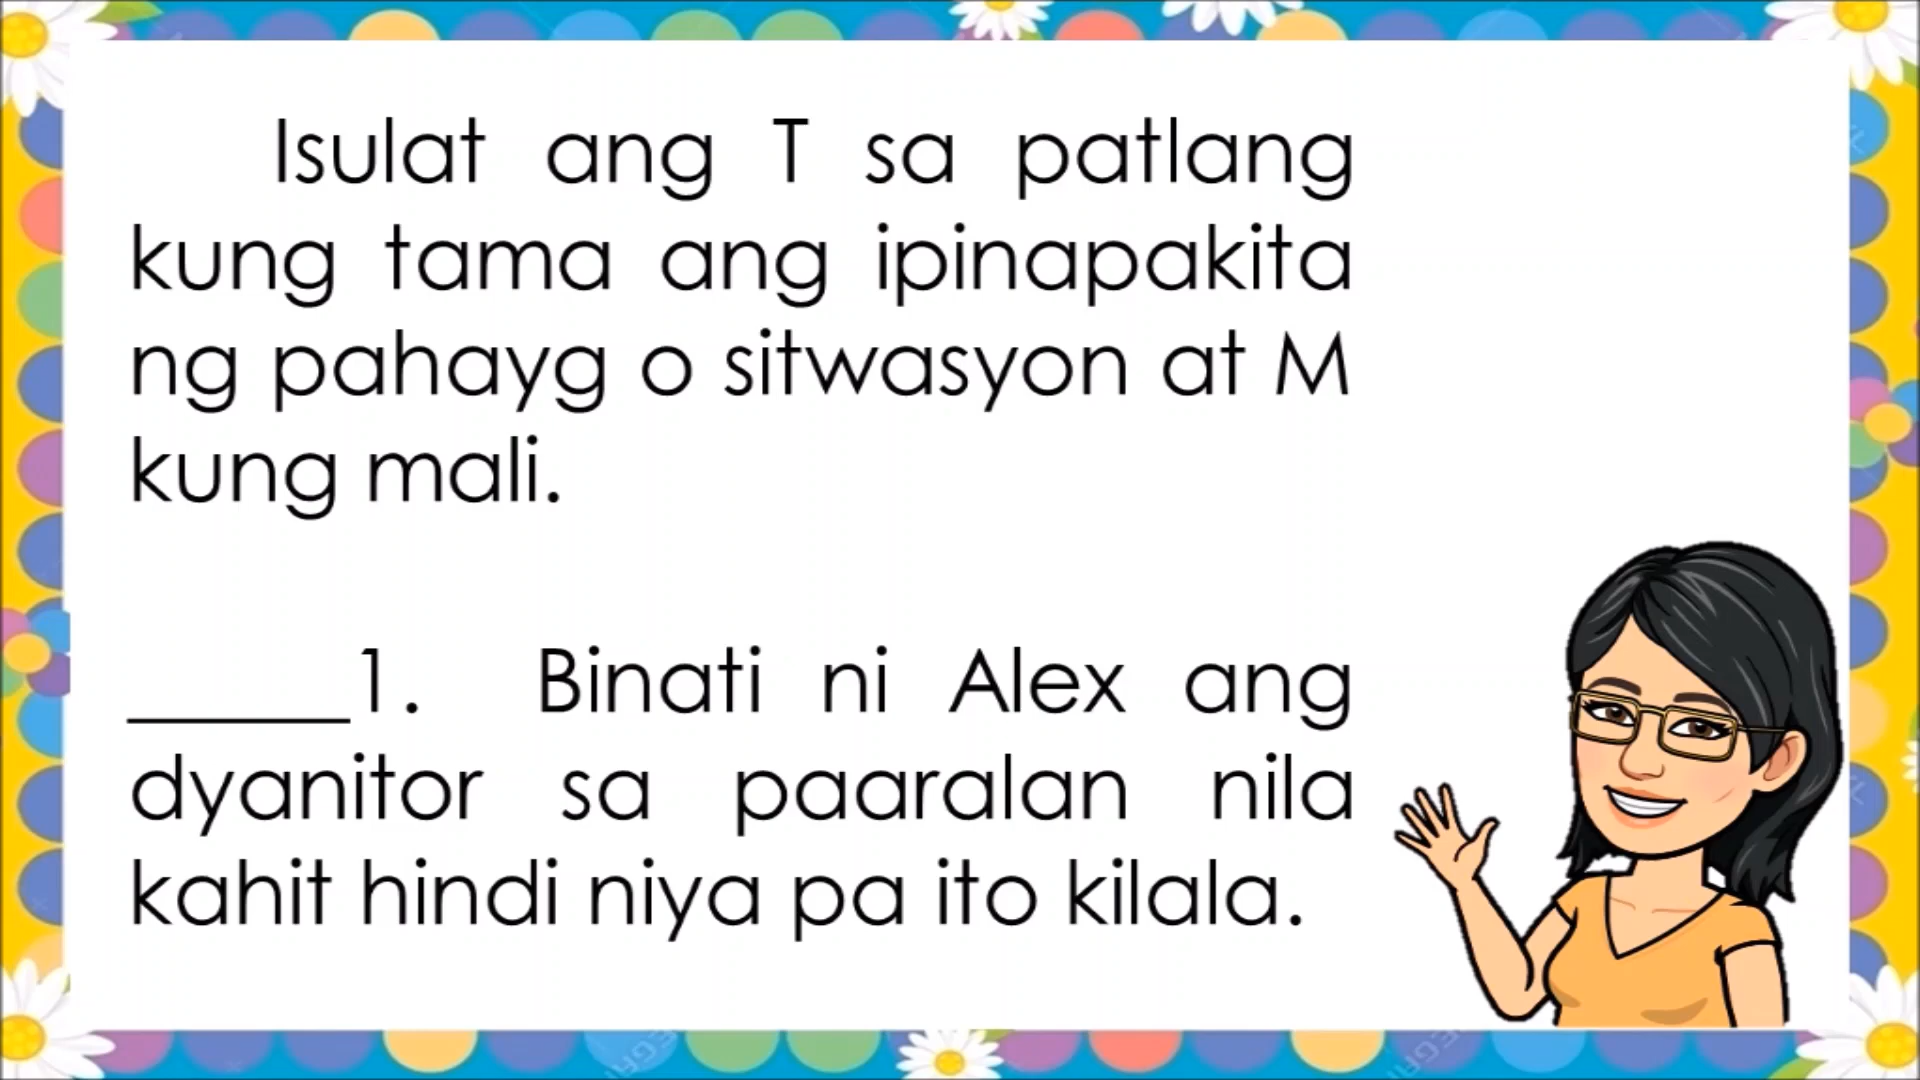 Isulat ang T sa patlang
kung tama ang ipinapakita
ng pahayg o sitwasyon at M
kung mali.
_____1. Binati ni Alex ang
dyanitor sa paaralan nila
kahit hindi niya pa ito kilala.